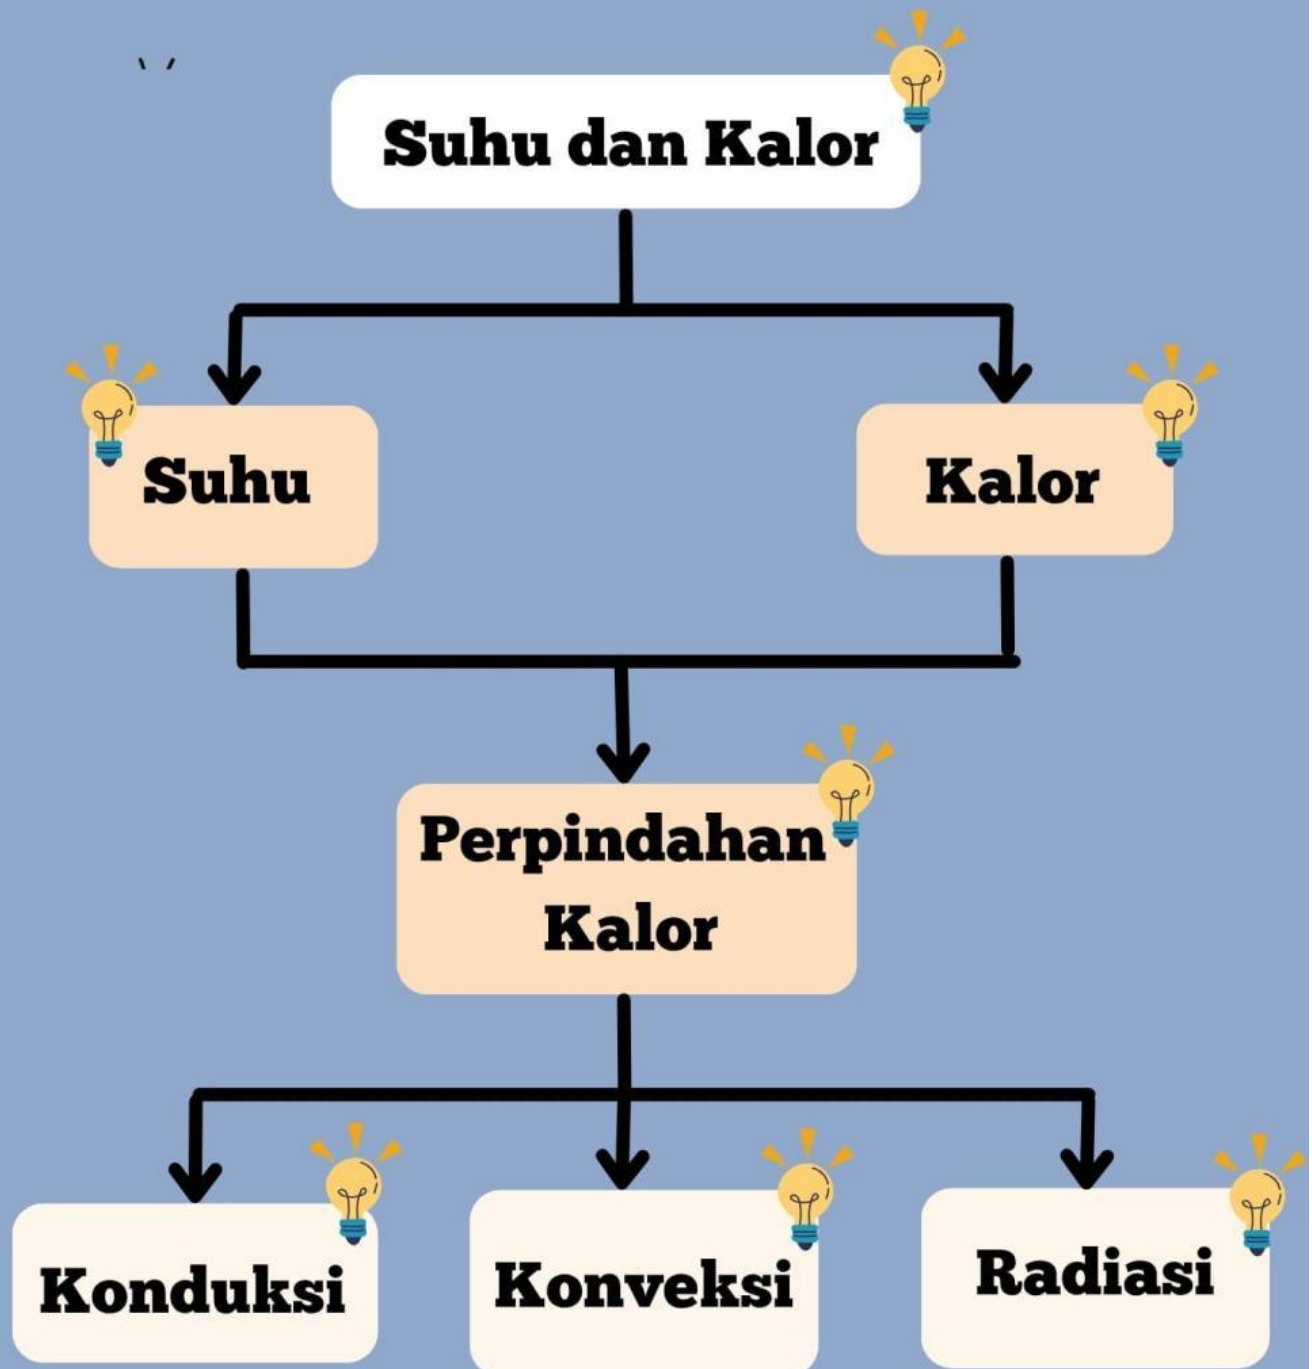 Suhu dan Kalor
Suhu
Kalor
Perpindahan
Kalor
Konduksi
Konveksi
Radiasi